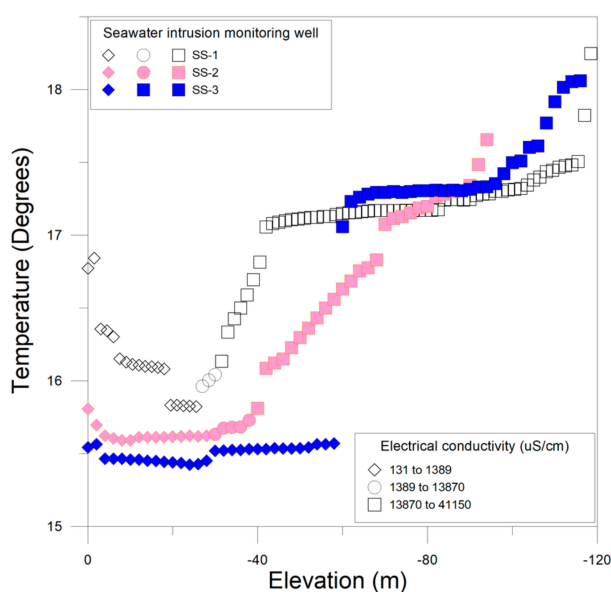 Seawater intrusion monitoring well
SS-1
SS-2
SS-3
18
17
16
15
Temperature (Degrees)
Electrical conductivity (uS/cm)
131 to 1389
1389 to 13870
13870 to 41150
0
-40
-80
-120
Elevation (m)